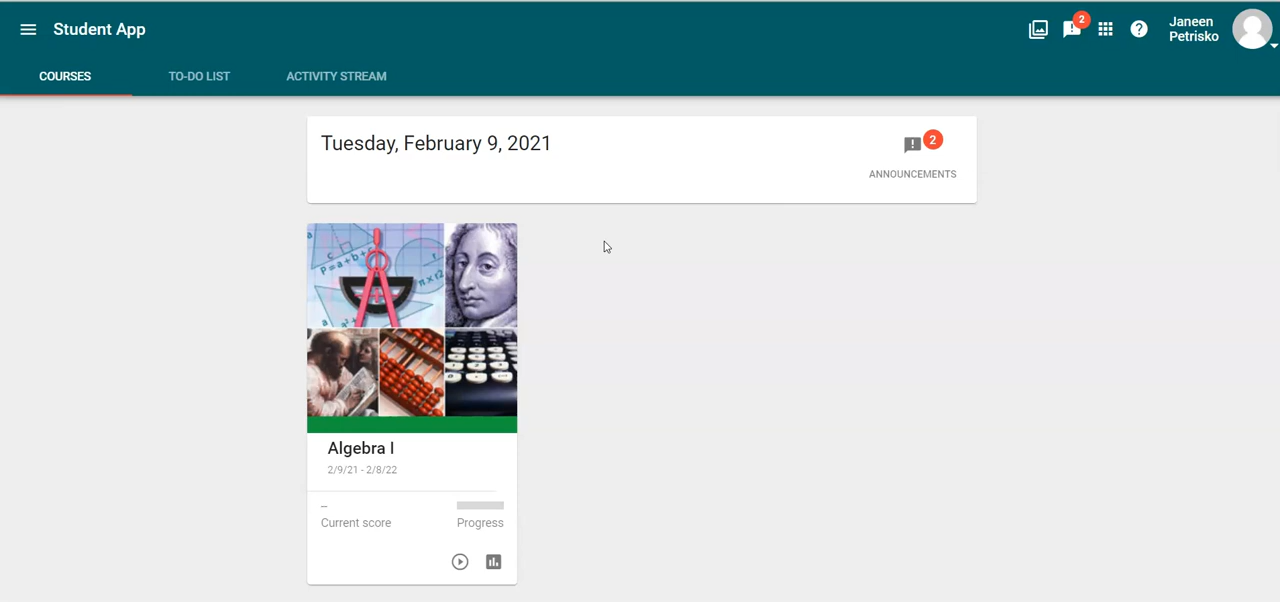 Student App
2
Janeen
Petrisko
COURSES
TO-DO LIST
ACTIVITY STREAM
Tuesday, February 9, 2021
2
ANNOUNCEMENTS
P=a+b+c
πxr2
Algebra I
2/9/21 - 2/8/22
--
Current score
Progress